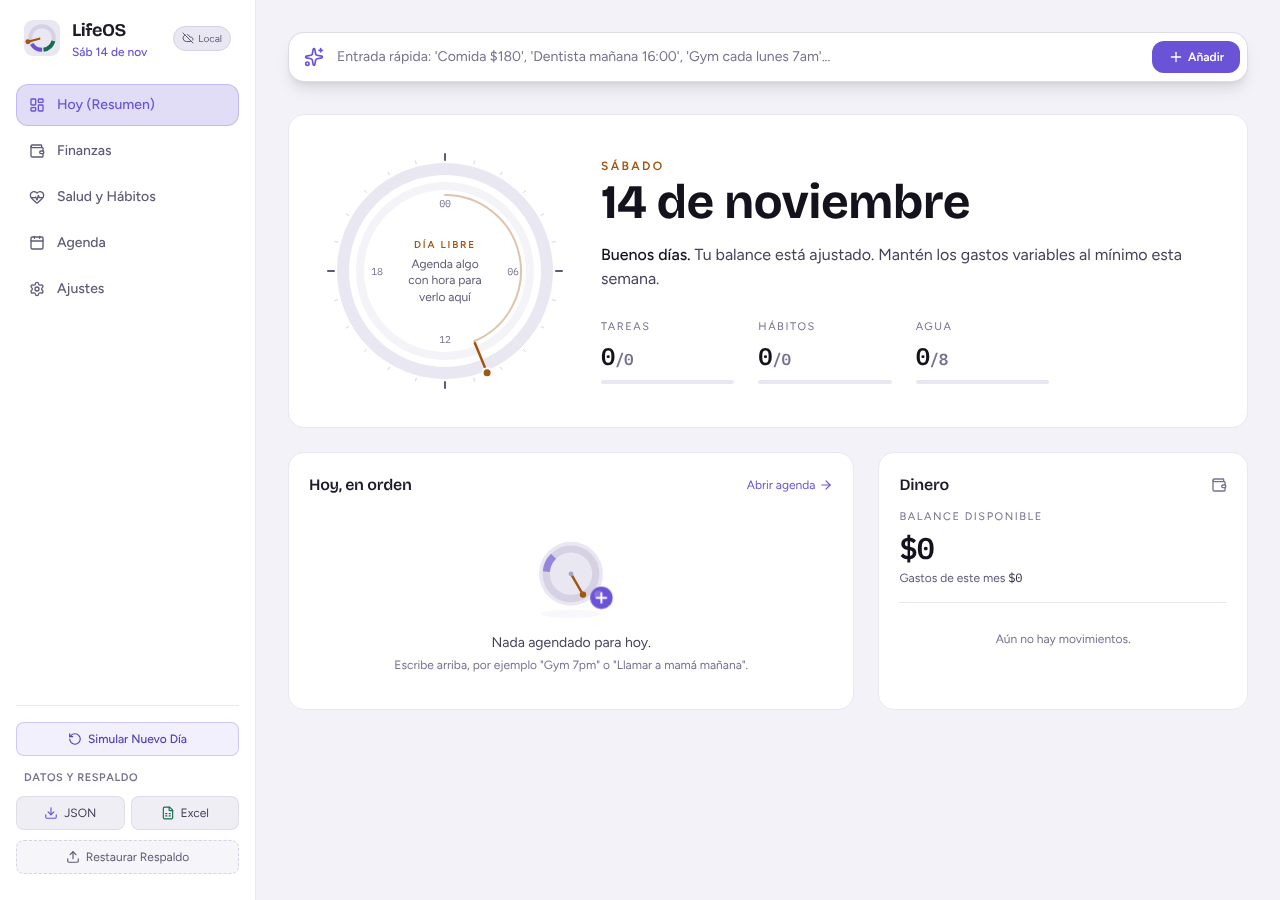 LifeOS
Sáb 14 de nov
Local
Hoy (Resumen)
Finanzas
Salud y Hábitos
Agenda
Ajustes
Simular Nuevo Día
DATOS Y RESPALDO
JSON
Excel
Restaurar Respaldo
Entrada rápida: 'Comida $180', 'Dentista mañana 16:00', 'Gym cada lunes 7am'...
Añadir
00
06
12
18
DÍA LIBRE
Agenda algo
con hora para
verlo aquí
SÁBADO
14 de noviembre
Buenos días. Tu balance está ajustado. Mantén los gastos variables al mínimo esta
semana.
TAREAS
0/0
HÁBITOS
0/0
AGUA
0/8
Hoy, en orden
Abrir agenda
Nada agendado para hoy.
Escribe arriba, por ejemplo "Gym 7pm" o "Llamar a mamá mañana".
Dinero
BALANCE DISPONIBLE
$0
Gastos de este mes $0
Aún no hay movimientos.